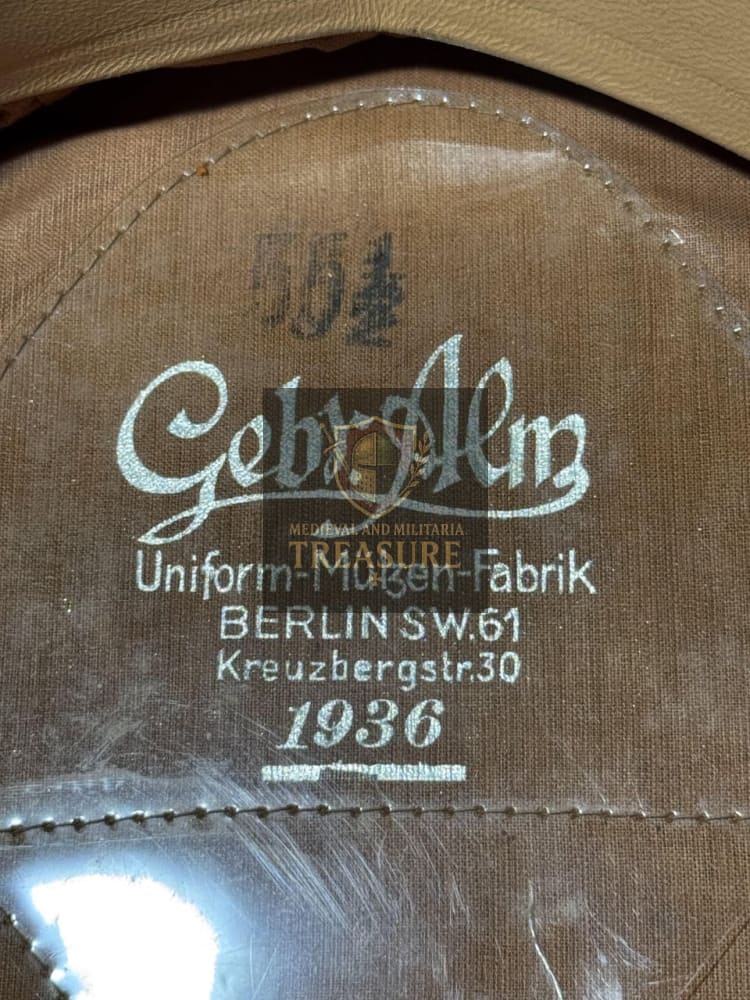 55½
Gebr. Alm
Uniform-Mützen-Fabrik
BERLIN SW.61
Kreuzbergstr.30
1936
MEDIEVAL AND MILITARIA
TREASURE